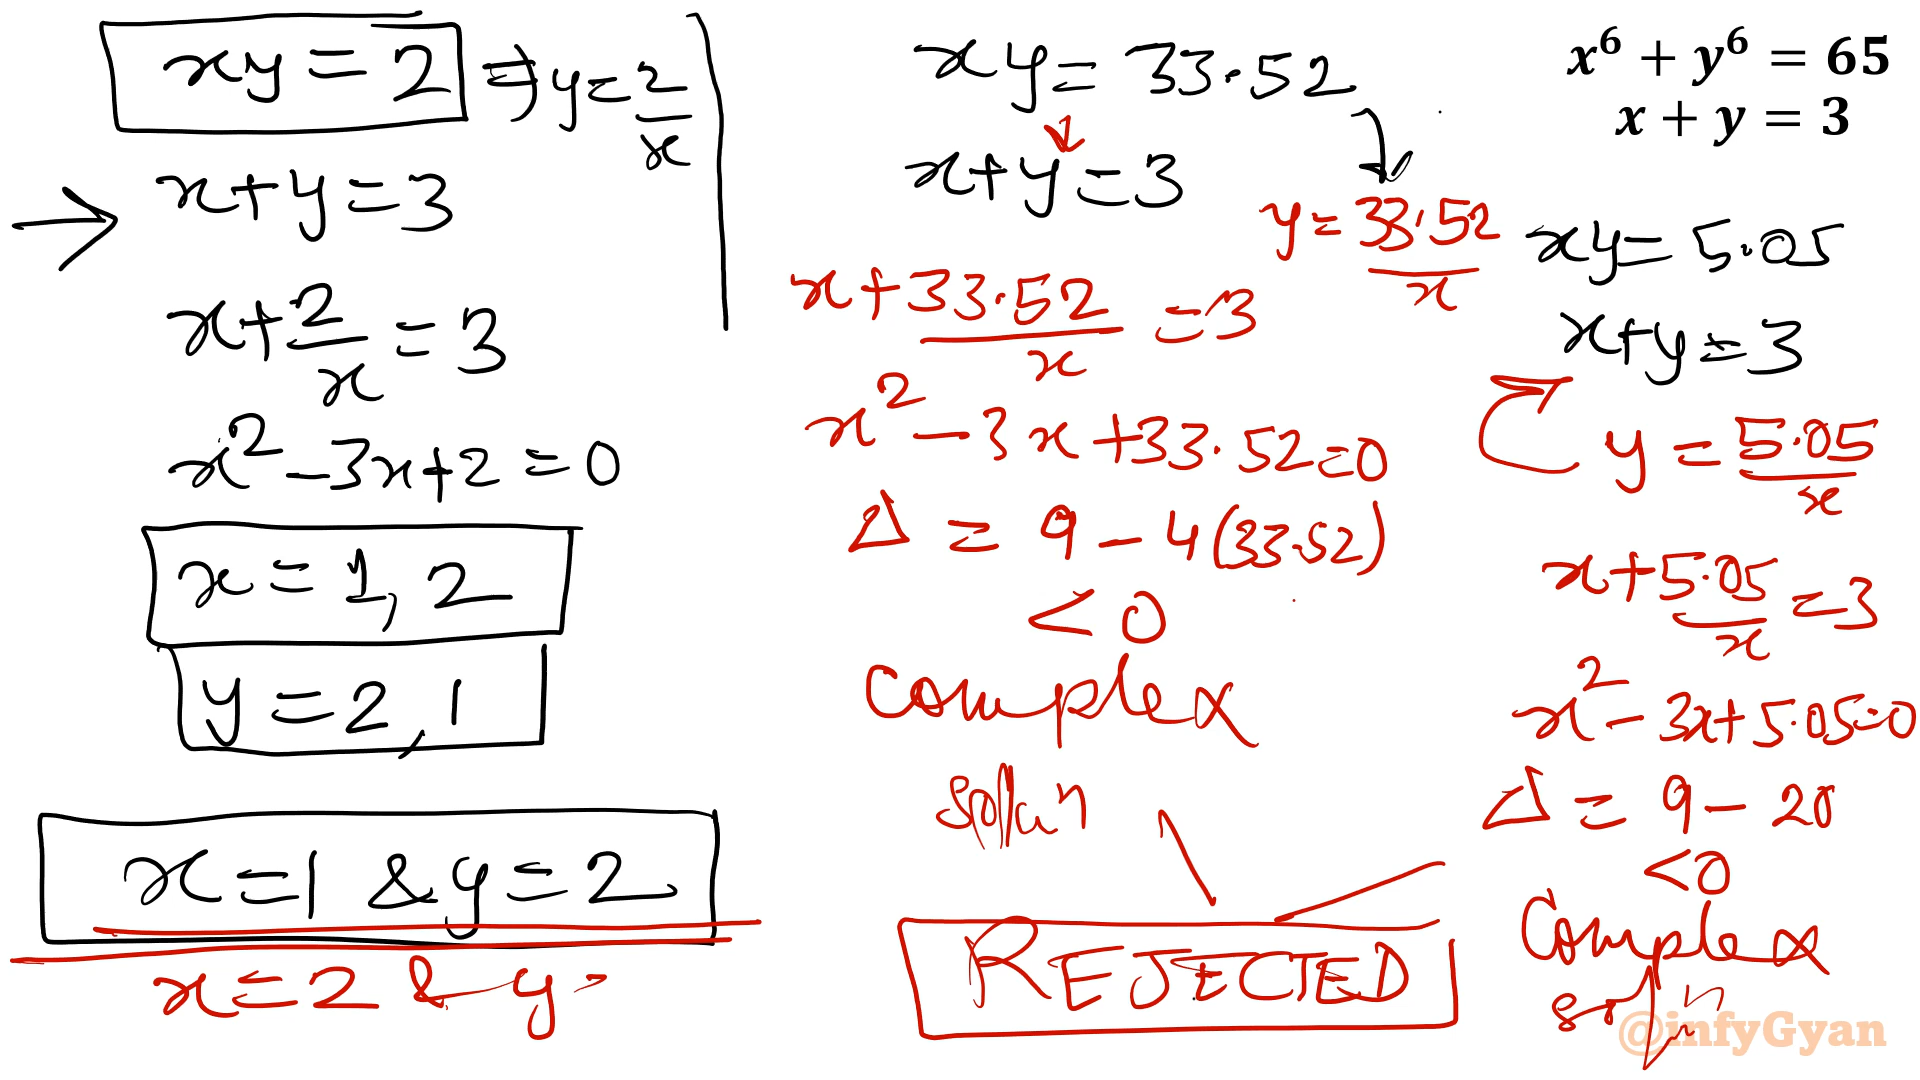 xy = 2 ⇒ y = 2/x
x + y = 3
x + 2/x = 3
x² - 3x + 2 = 0
x = 1, 2
y = 2, 1
x = 1 & y = 2
x = 2 & y =
xy = 33.52
x + y = 3
y = 33.52/x
x + 33.52/x = 3
x² - 3x + 33.52 = 0
Δ = 9 - 4(33.52)
< 0
complex
soln
REJECTED
x⁶ + y⁶ = 65
x + y = 3
xy = 5.05
x + y = 3
y = 5.05/x
x + 5.05/x = 3
x² - 3x + 5.05 = 0
Δ = 9 - 20
< 0
Complex
soln
@infyGyan